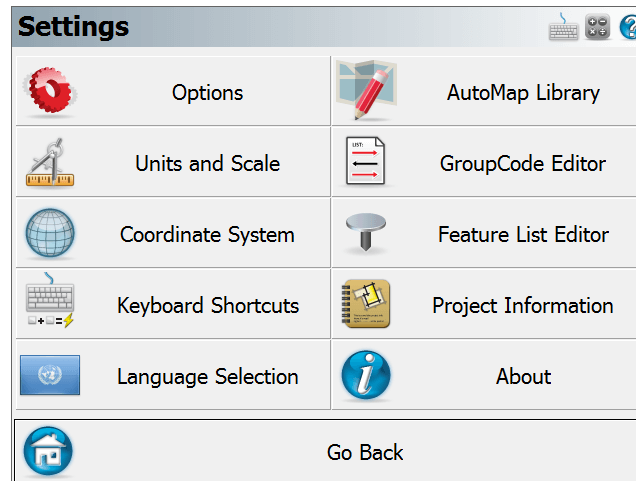 Settings
Options
AutoMap Library
Units and Scale
LIST:
GroupCode Editor
Coordinate System
Feature List Editor
Keyboard Shortcuts
Project Information
Language Selection
About
Go Back